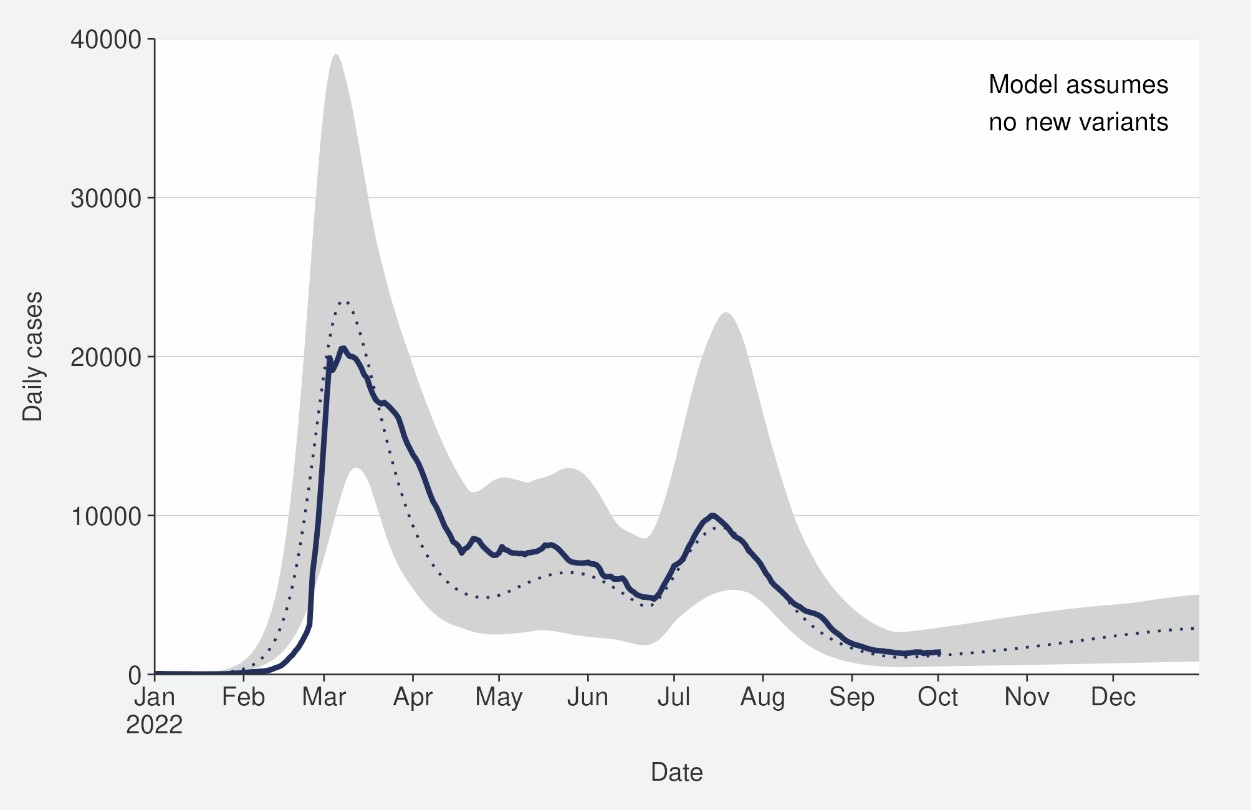 40000
30000
20000
10000
0
Daily cases
Model assumes
no new variants
Jan Feb Mar Apr May Jun Jul Aug Sep Oct Nov Dec
2022
Date